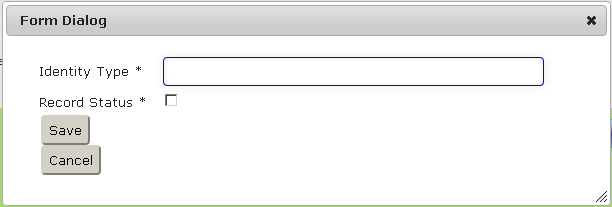 Form Dialog
Identity Type *
Record Status *
Save
Cancel